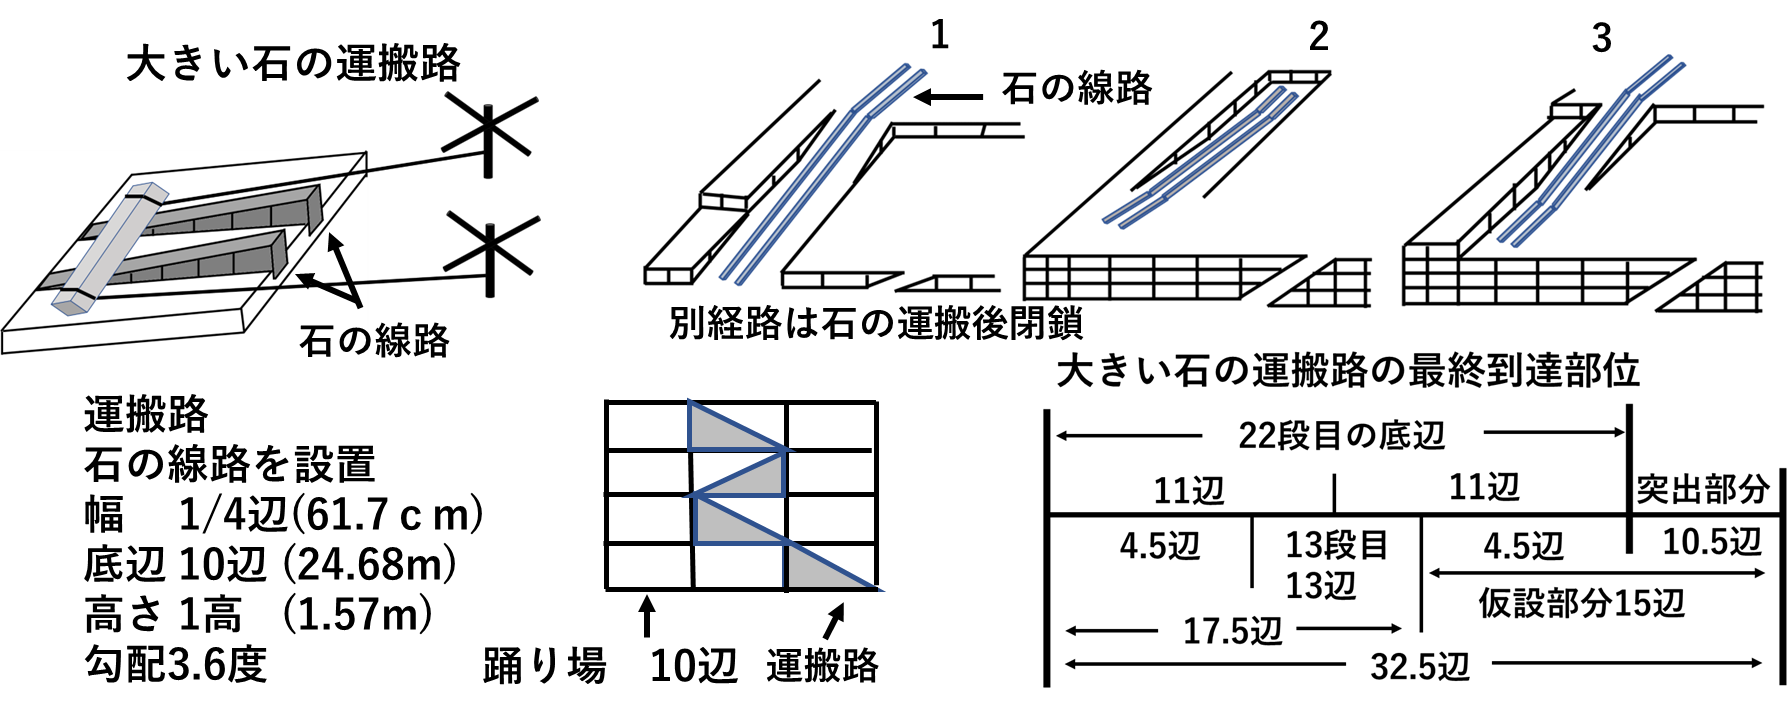 大きい石の運搬路
石の線路
1
2
3
石の線路
別経路は石の運搬後閉鎖
運搬路
石の線路を設置
幅 1/4辺(61.7ｃm)
底辺 10辺 (24.68m)
高さ 1高 (1.57m)
勾配3.6度
踊り場 10辺 運搬路
大きい石の運搬路の最終到達部位
22段目の底辺
11辺 11辺 突出部分
4.5辺 13段目 4.5辺 10.5辺
13辺
仮設部分15辺
17.5辺
32.5辺